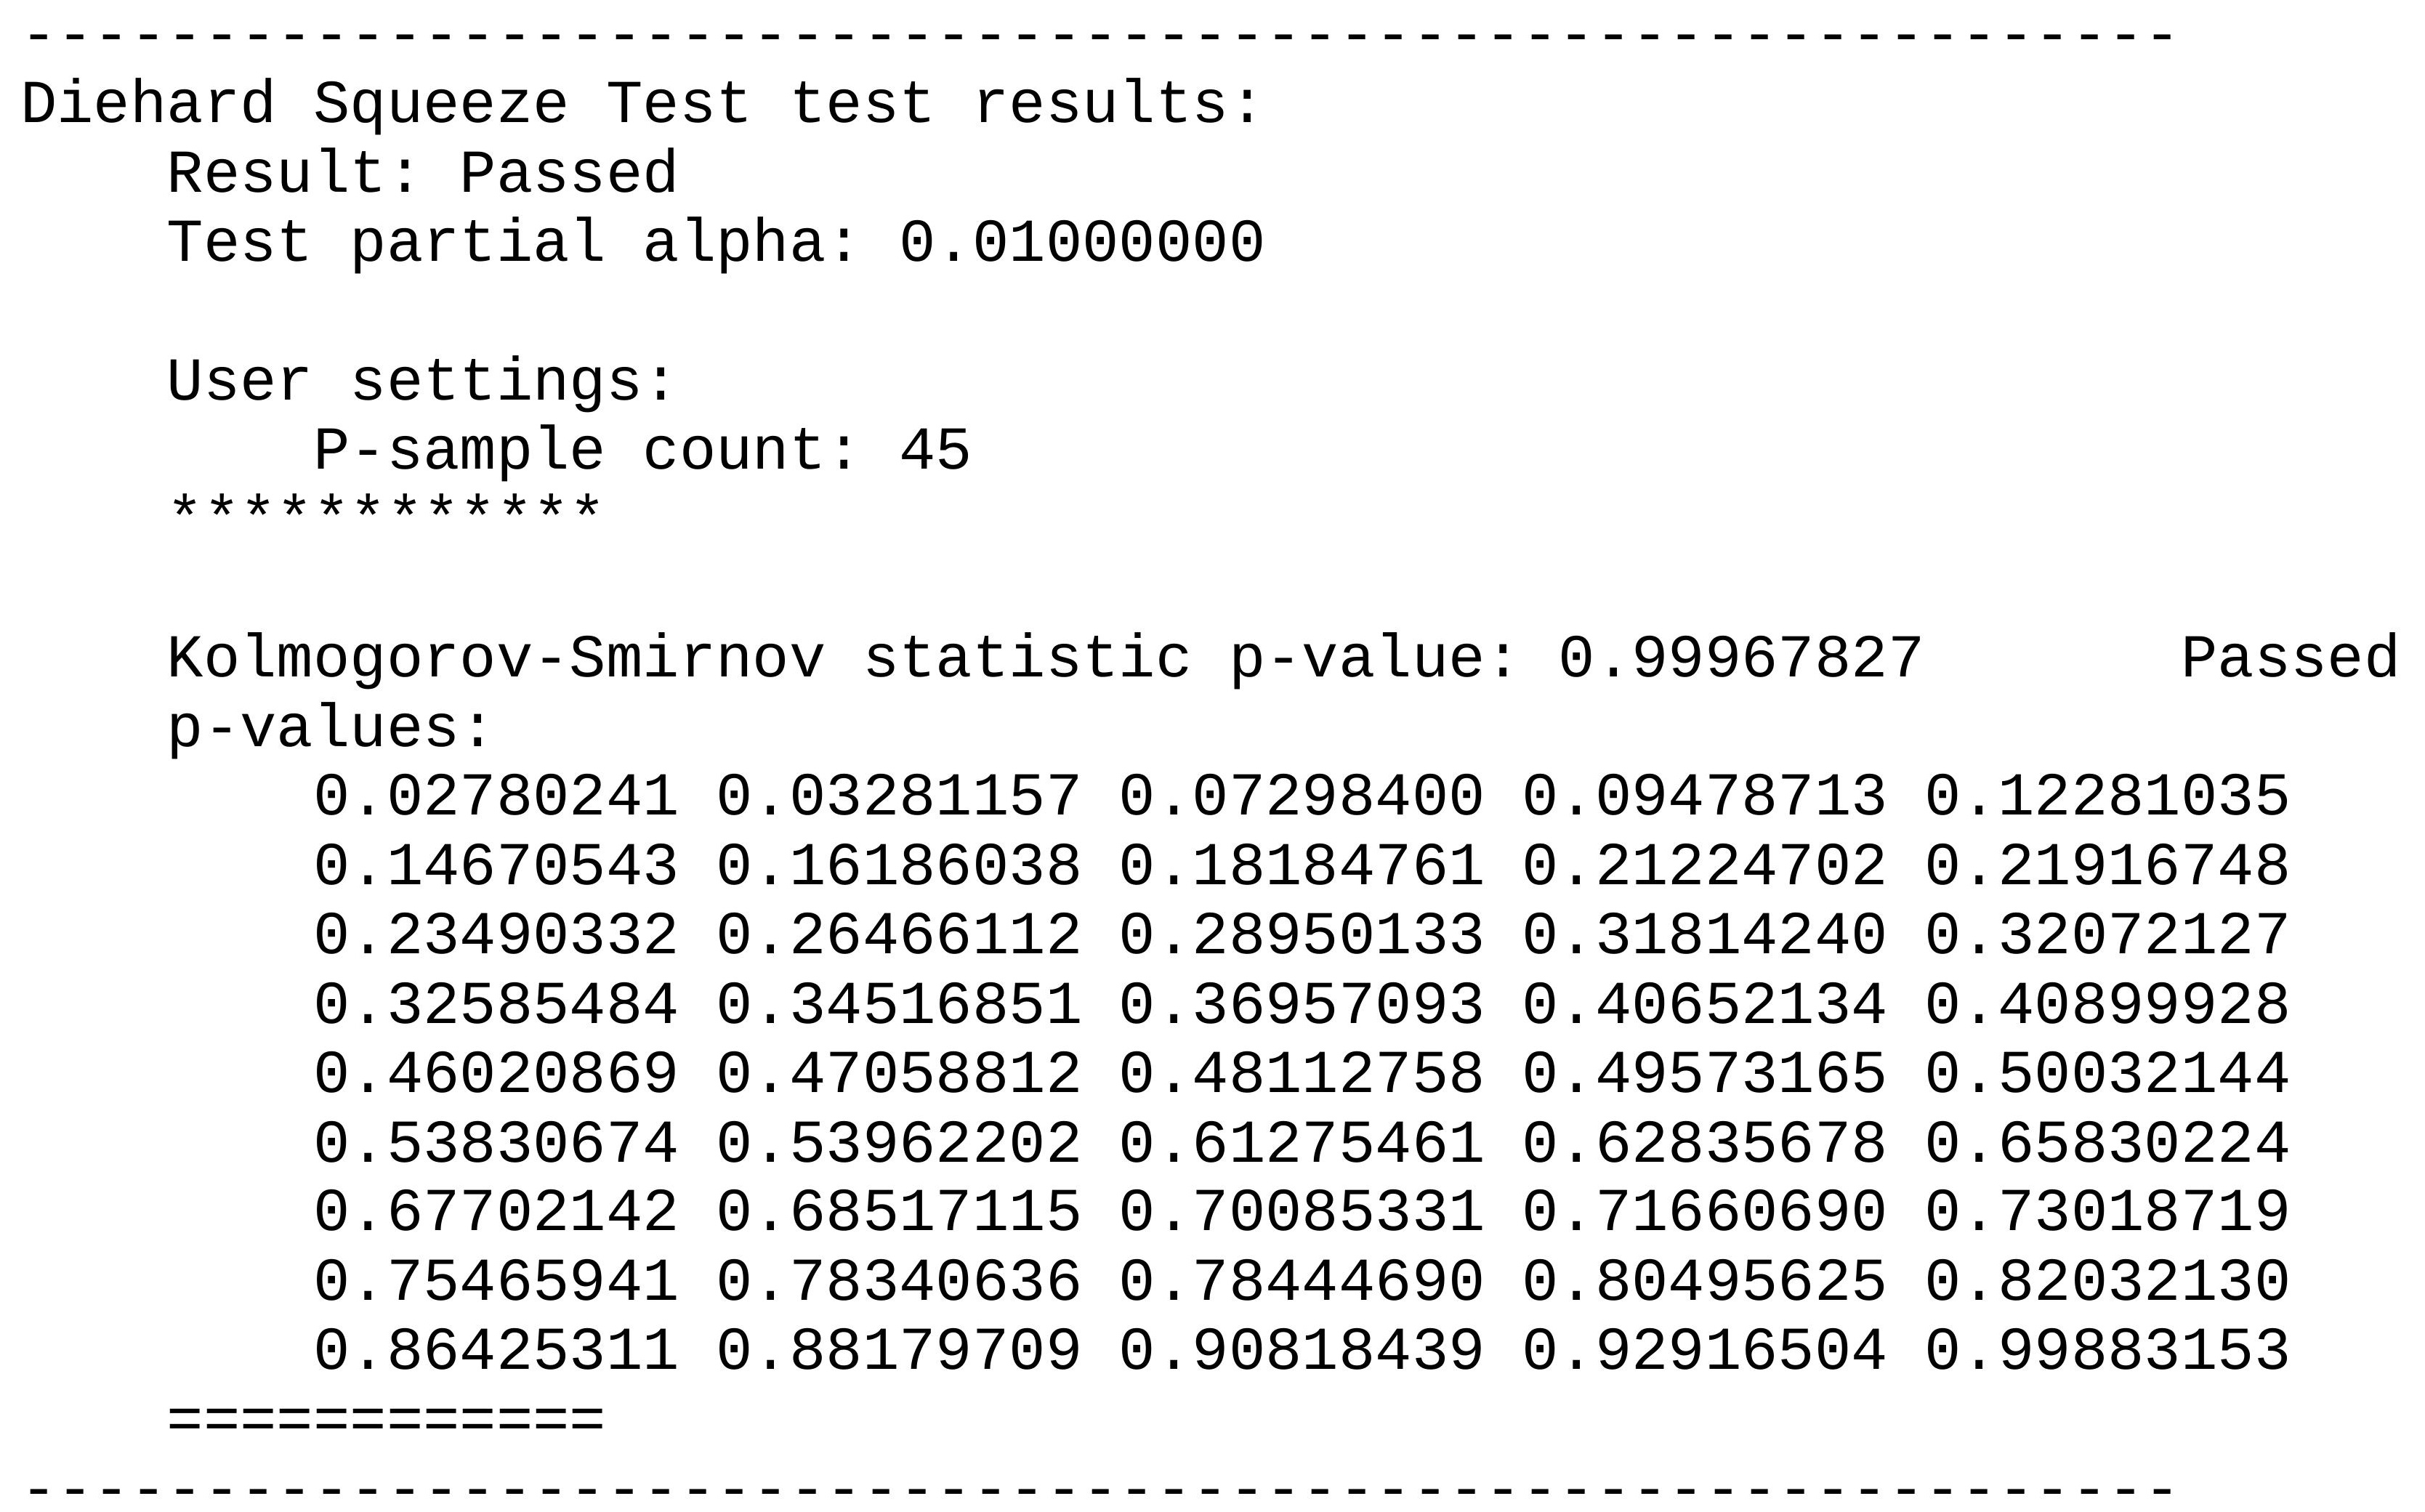 -----------------------------------------------------------
Diehard Squeeze Test test results:
    Result: Passed
    Test partial alpha: 0.01000000

    User settings:
        P-sample count: 45
    ************

    Kolmogorov-Smirnov statistic p-value: 0.99967827       Passed
    p-values:
        0.02780241 0.03281157 0.07298400 0.09478713 0.12281035
        0.14670543 0.16186038 0.18184761 0.21224702 0.21916748
        0.23490332 0.26466112 0.28950133 0.31814240 0.32072127
        0.32585484 0.34516851 0.36957093 0.40652134 0.40899928
        0.46020869 0.47058812 0.48112758 0.49573165 0.50032144
        0.53830674 0.53962202 0.61275461 0.62835678 0.65830224
        0.67702142 0.68517115 0.70085331 0.71660690 0.73018719
        0.75465941 0.78340636 0.78444690 0.80495625 0.82032130
        0.86425311 0.88179709 0.90818439 0.92916504 0.99883153
    ============
-----------------------------------------------------------